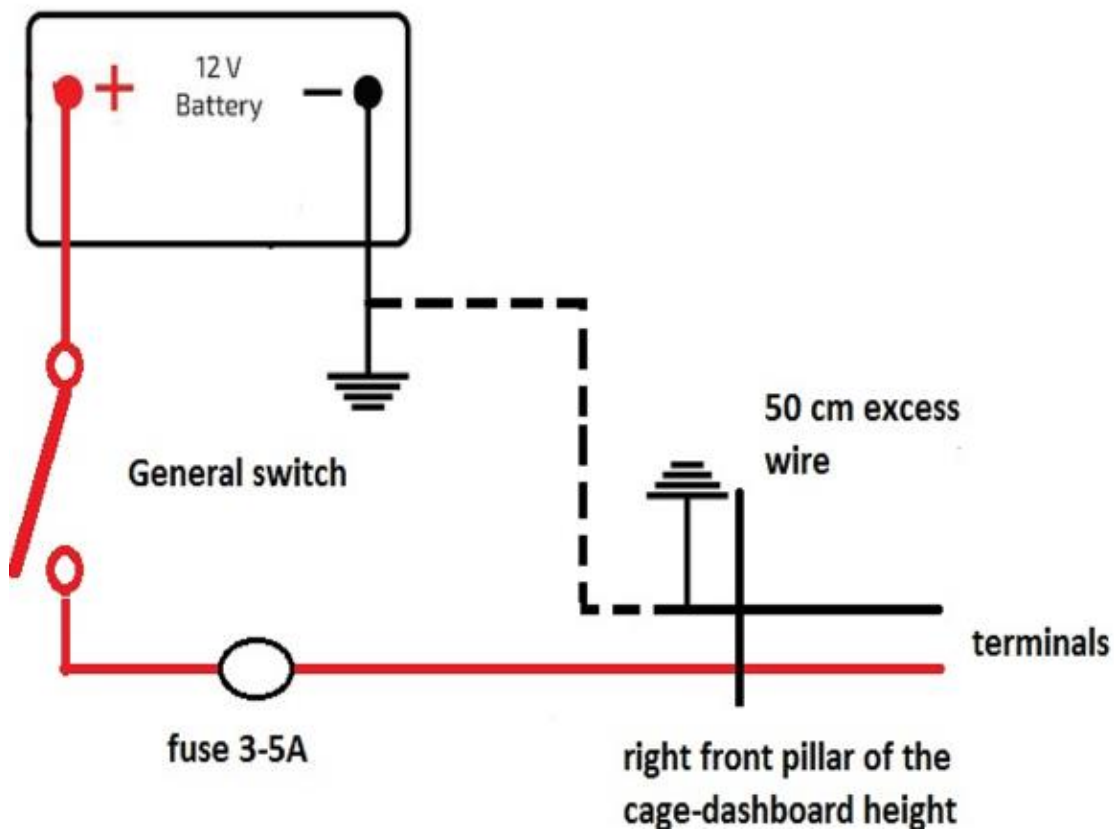 +
12 V
Battery
−
General switch
50 cm excess
wire
terminals
fuse 3-5A
right front pillar of the
cage-dashboard height